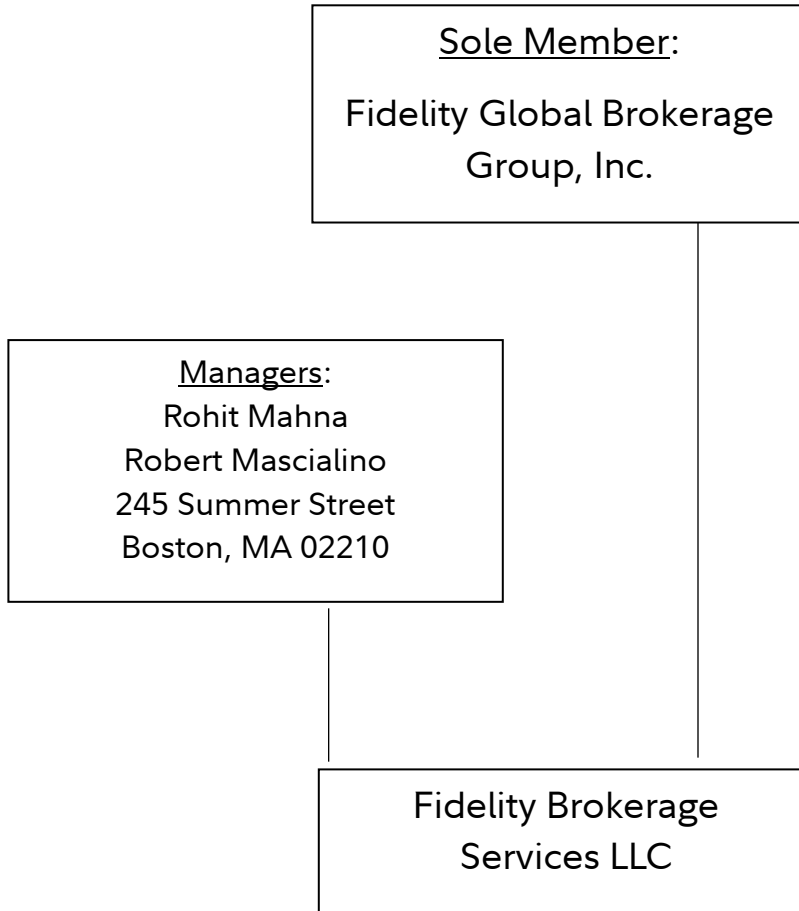 Sole Member:
Fidelity Global Brokerage
Group, Inc.
Managers:
Rohit Mahna
Robert Mascialino
245 Summer Street
Boston, MA 02210
Fidelity Brokerage
Services LLC